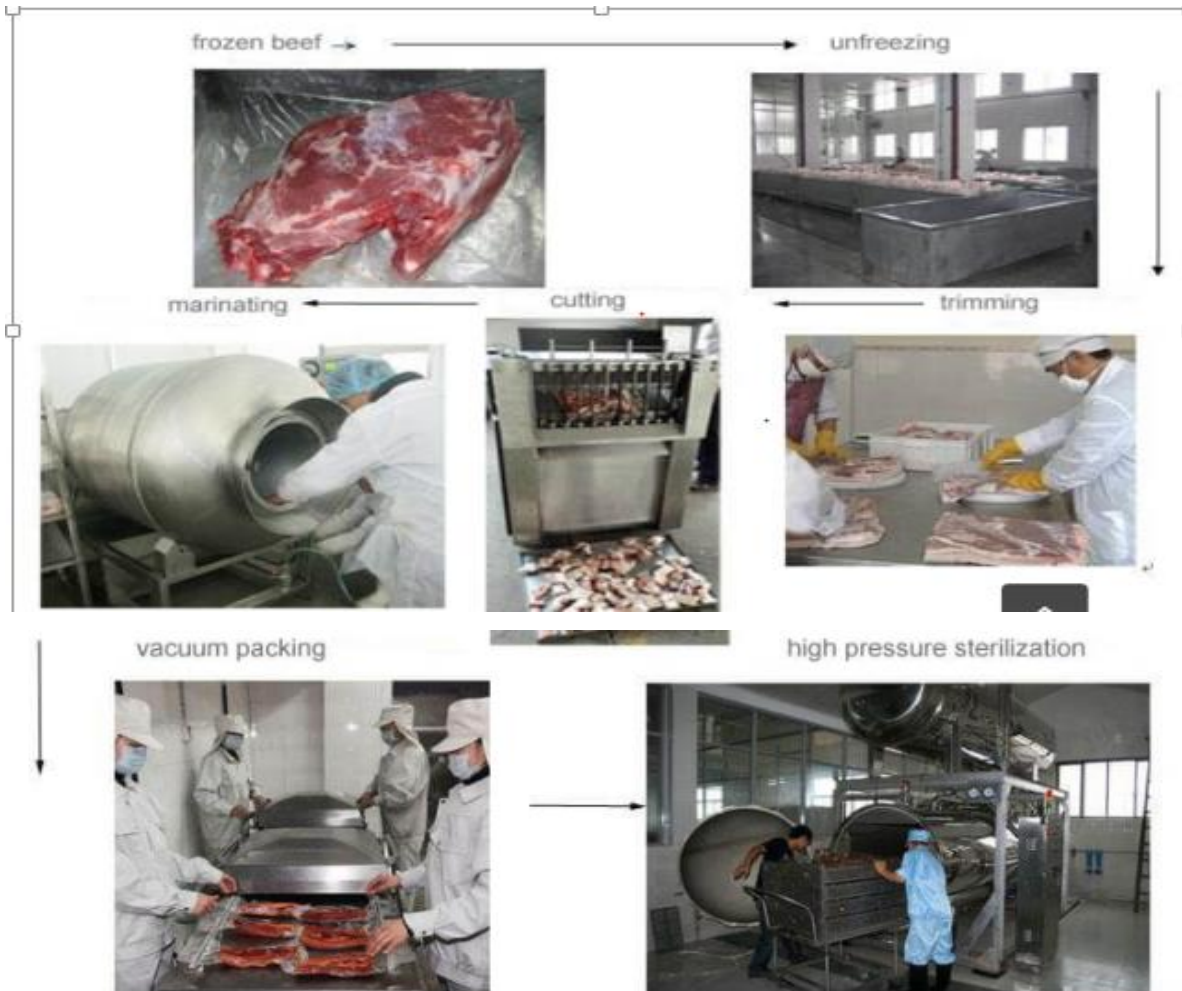 frozen beef → unfreezing
marinating cutting trimming
vacuum packing high pressure sterilization